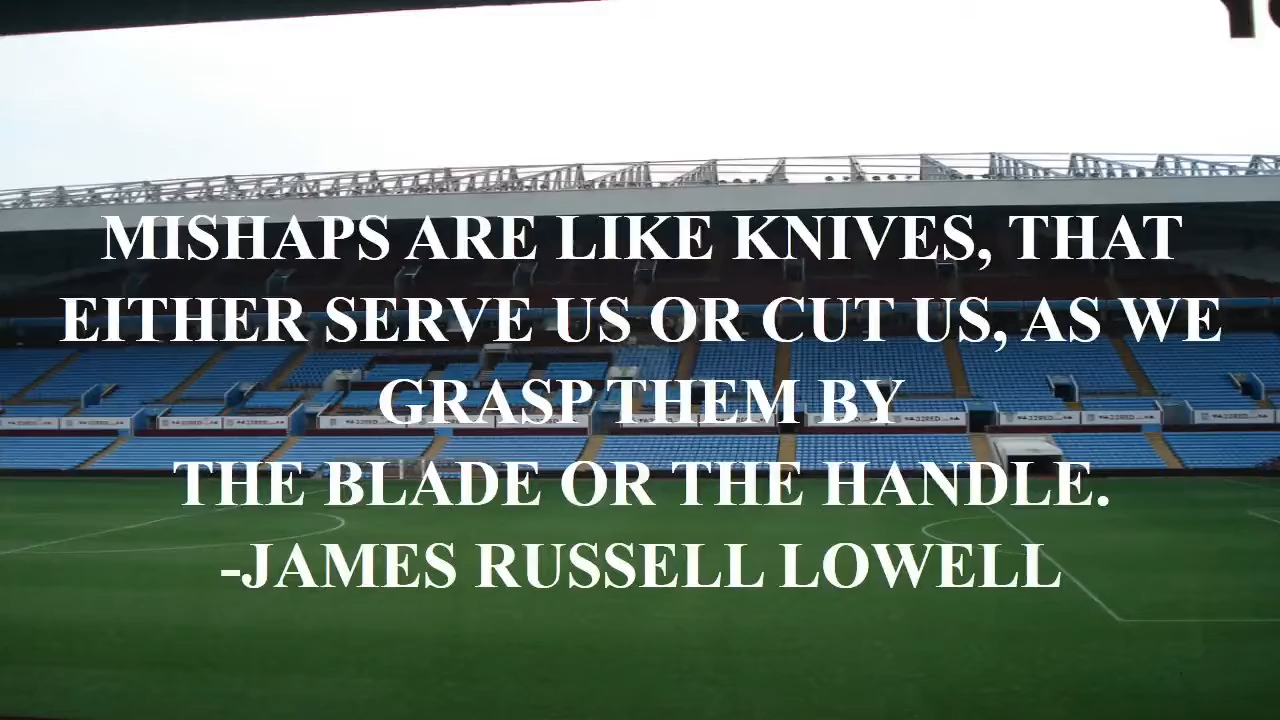 MISHAPS ARE LIKE KNIVES, THAT
EITHER SERVE US OR CUT US, AS WE
GRASP THEM BY
THE BLADE OR THE HANDLE.
-JAMES RUSSELL LOWELL